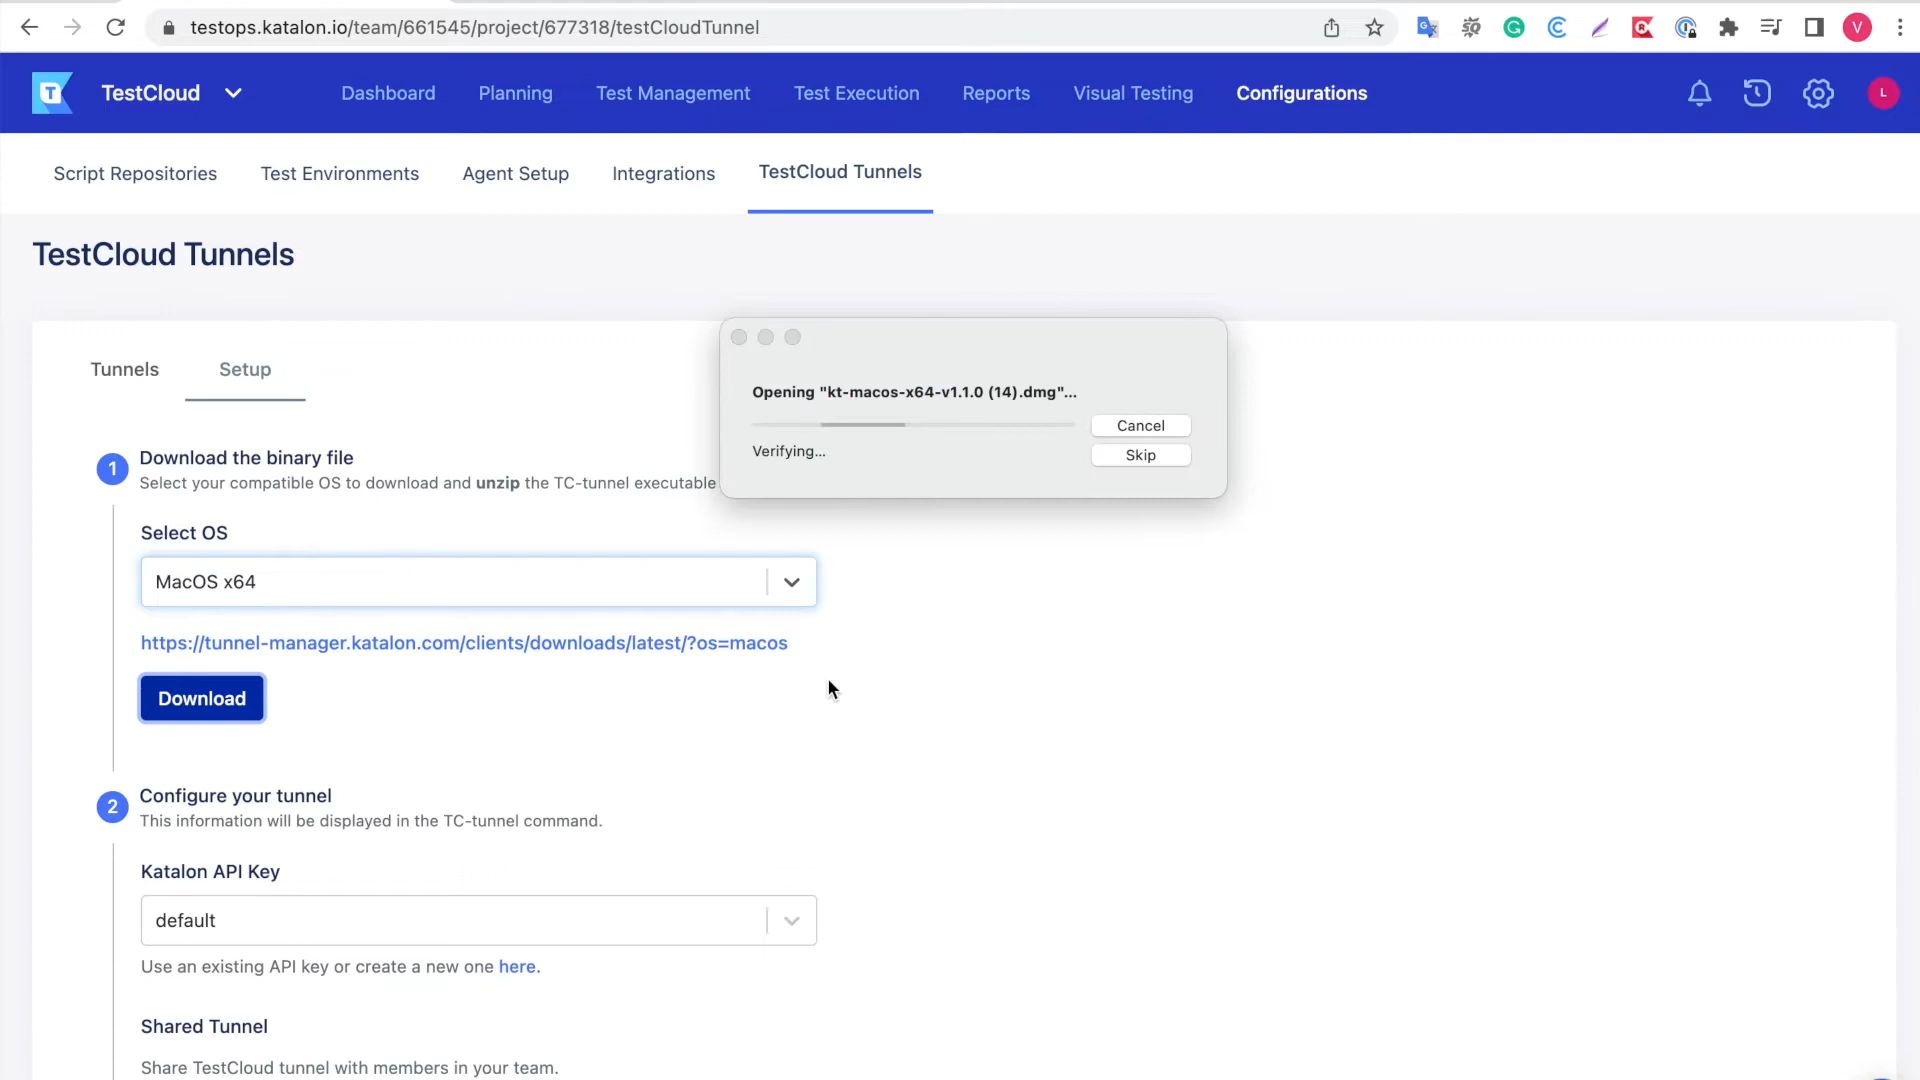 testops.katalon.io/team/661545/project/677318/testCloudTunnel
V
T TestCloud Dashboard Planning Test Management Test Execution Reports Visual Testing Configurations L
Script Repositories Test Environments Agent Setup Integrations TestCloud Tunnels
TestCloud Tunnels
Tunnels Setup
Opening "kt-macos-x64-v1.1.0 (14).dmg"...
Cancel
Verifying...
Skip
1 Download the binary file
Select your compatible OS to download and unzip the TC-tunnel executable
Select OS
MacOS x64
https://tunnel-manager.katalon.com/clients/downloads/latest/?os=macos
Download
2 Configure your tunnel
This information will be displayed in the TC-tunnel command.
Katalon API Key
default
Use an existing API key or create a new one here.
Shared Tunnel
Share TestCloud tunnel with members in your team.